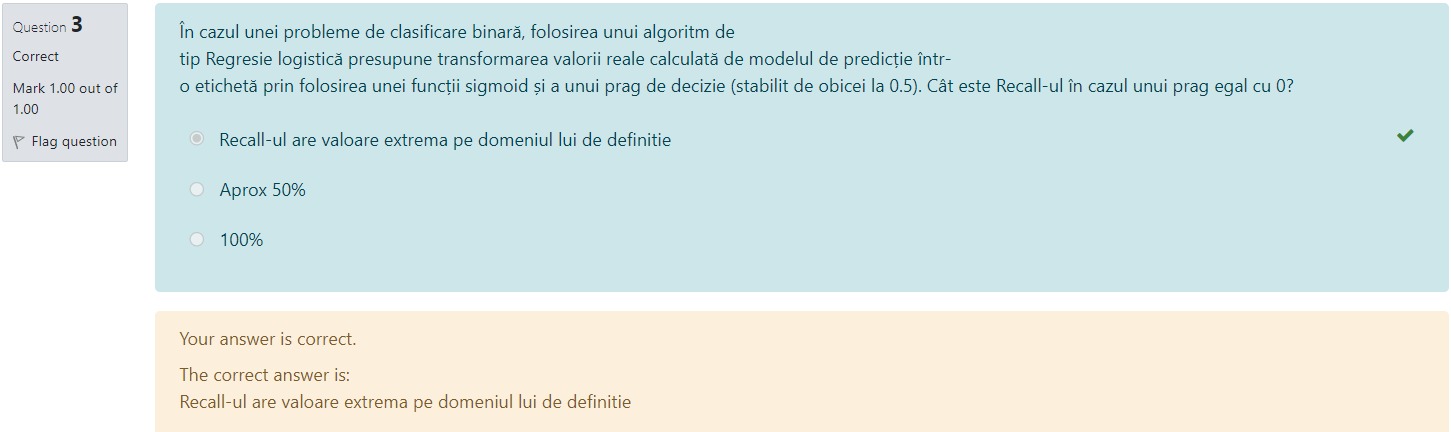 Question 3
Correct
Mark 1.00 out of
1.00
Flag question
În cazul unei probleme de clasificare binară, folosirea unui algoritm de
tip Regresie logistică presupune transformarea valorii reale calculată de modelul de predicție într-
o etichetă prin folosirea unei funcții sigmoid și a unui prag de decizie (stabilit de obicei la 0.5). Cât este Recall-ul în cazul unui prag egal cu 0?
Recall-ul are valoare extrema pe domeniul lui de definitie
Aprox 50%
100%
Your answer is correct.
The correct answer is:
Recall-ul are valoare extrema pe domeniul lui de definitie